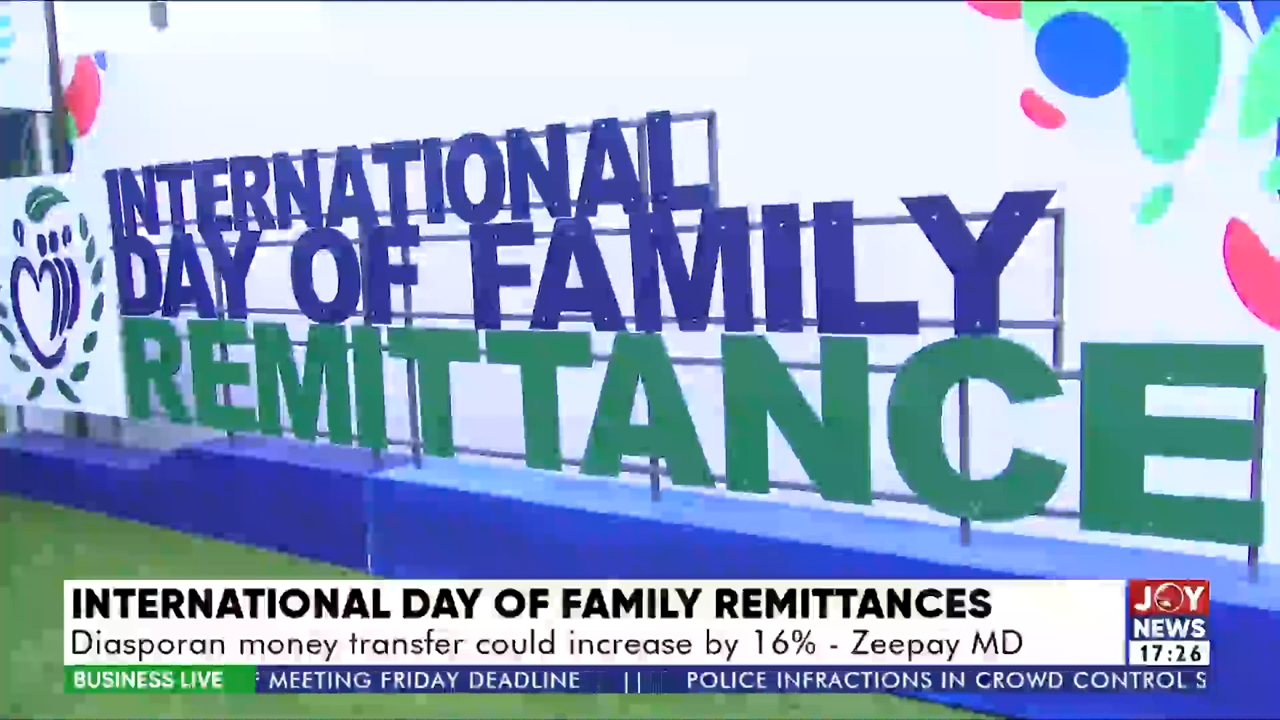 INTERNATIONAL
DAY OF FAMILY
REMITTANCE
INTERNATIONAL DAY OF FAMILY REMITTANCES
Diasporan money transfer could increase by 16% - Zeepay MD
JOY
NEWS
17:26
BUSINESS LIVE
MEETING FRIDAY DEADLINE || POLICE INFRACTIONS IN CROWD CONTROL S